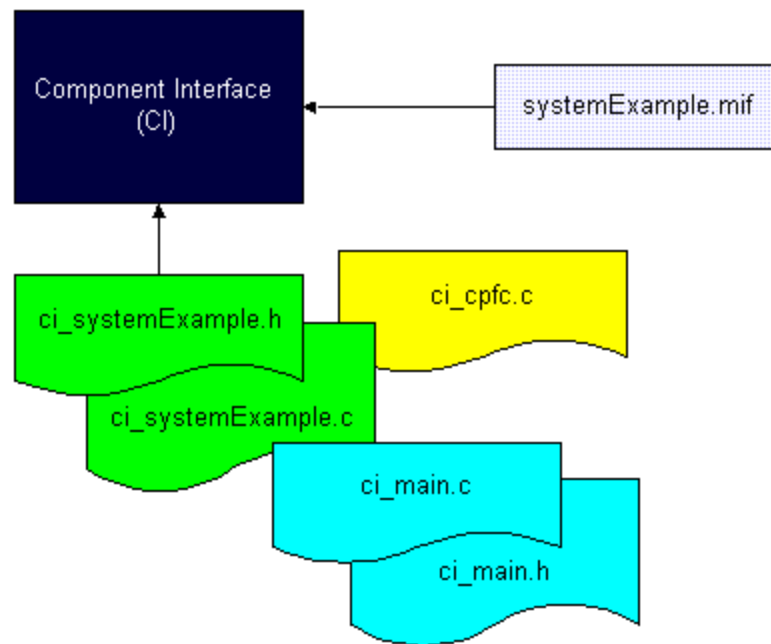 Component Interface
(CI)
systemExample.mif
ci_systemExample.h
ci_cpfc.c
ci_systemExample.c
ci_main.c
ci_main.h